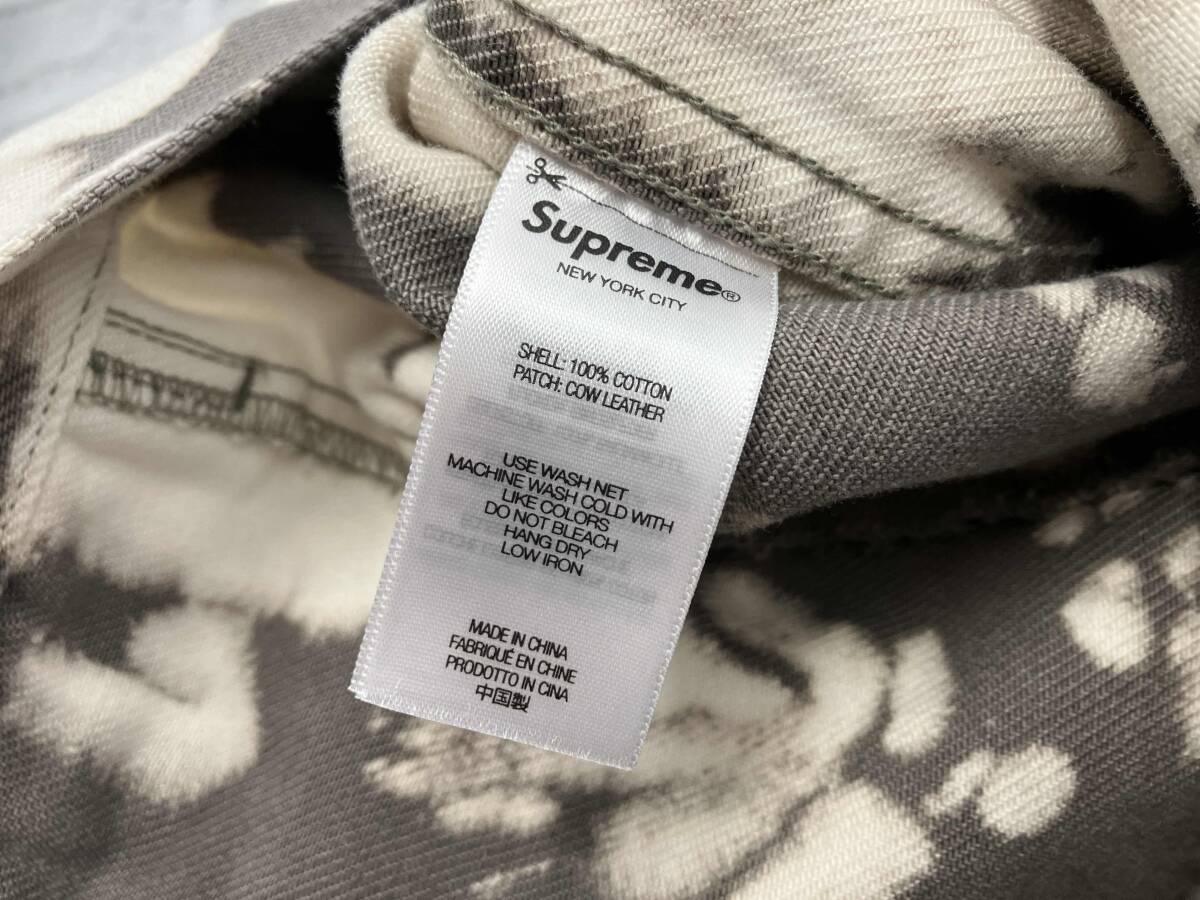 Supreme®
NEW YORK CITY
SHELL: 100% COTTON
PATCH: COW LEATHER
USE WASH NET
MACHINE WASH COLD WITH
LIKE COLORS
DO NOT BLEACH
HANG DRY
LOW IRON
MADE IN CHINA
FABRIQUÉ EN CHINE
PRODOTTO IN CINA
中国製